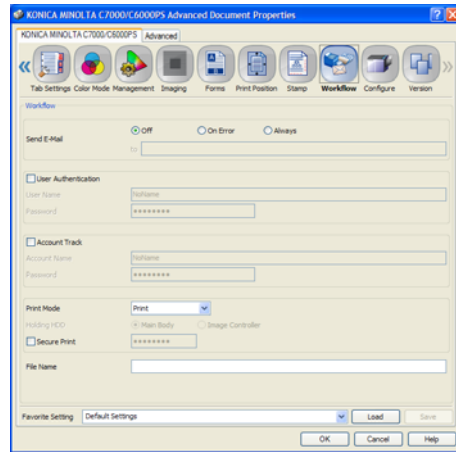 KONICA MINOLTA C7000/C6000PS Advanced Document Properties
KONICA MINOLTA C7000/C6000PS Advanced
Tab Settings Color Mode Management Imaging Forms Print Position Stamp Workflow Configure Version
Workflow
Send E-Mail Off On Error Always
to
User Authentication
User Name NoName
Password ********
Account Track
Account Name NoName
Password ********
Print Mode Print
Holding HDD Main Body Image Controller
Secure Print ********
File Name
Favorite Setting Default Settings Load Save
OK Cancel Help